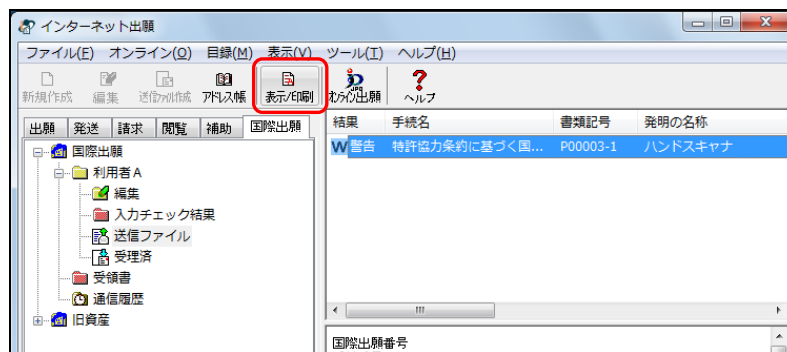 インターネット出願
ファイル(F) オンライン(O) 目録(M) 表示(V) ツール(T) ヘルプ(H)
新規作成 編集 送信ファイル作成 アドレス帳 表示/印刷 オンライン出願 ヘルプ
出願 発送 請求 閲覧 補助 国際出願
国際出願
利用者A
編集
入力チェック結果
送信ファイル
受理済
受領書
通信履歴
旧資産
結果 手続名 書類記号 発明の名称
W警告 特許協力条約に基づく国... P00003-1 ハンドスキャナ
国際出願番号